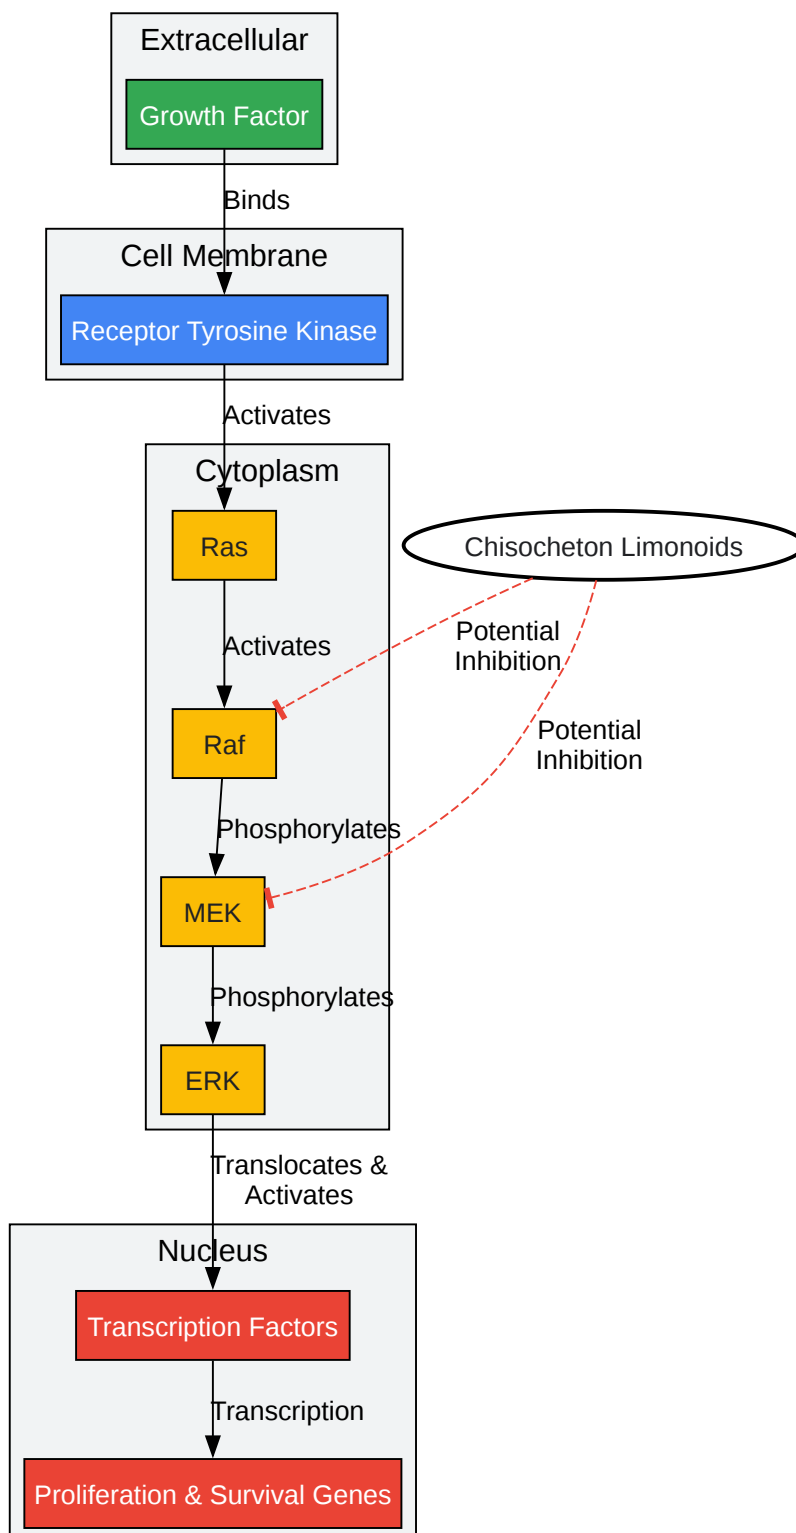 Extracellular
Growth Factor
Binds
Cell Membrane
Receptor Tyrosine Kinase
Activates
Cytoplasm
Ras
Chisocheton Limonoids
Activates
Potential
Inhibition
Raf
Potential
Inhibition
Phosphorylates
MEK
Phosphorylates
ERK
Translocates &
Activates
Nucleus
Transcription Factors
Transcription
Proliferation & Survival Genes